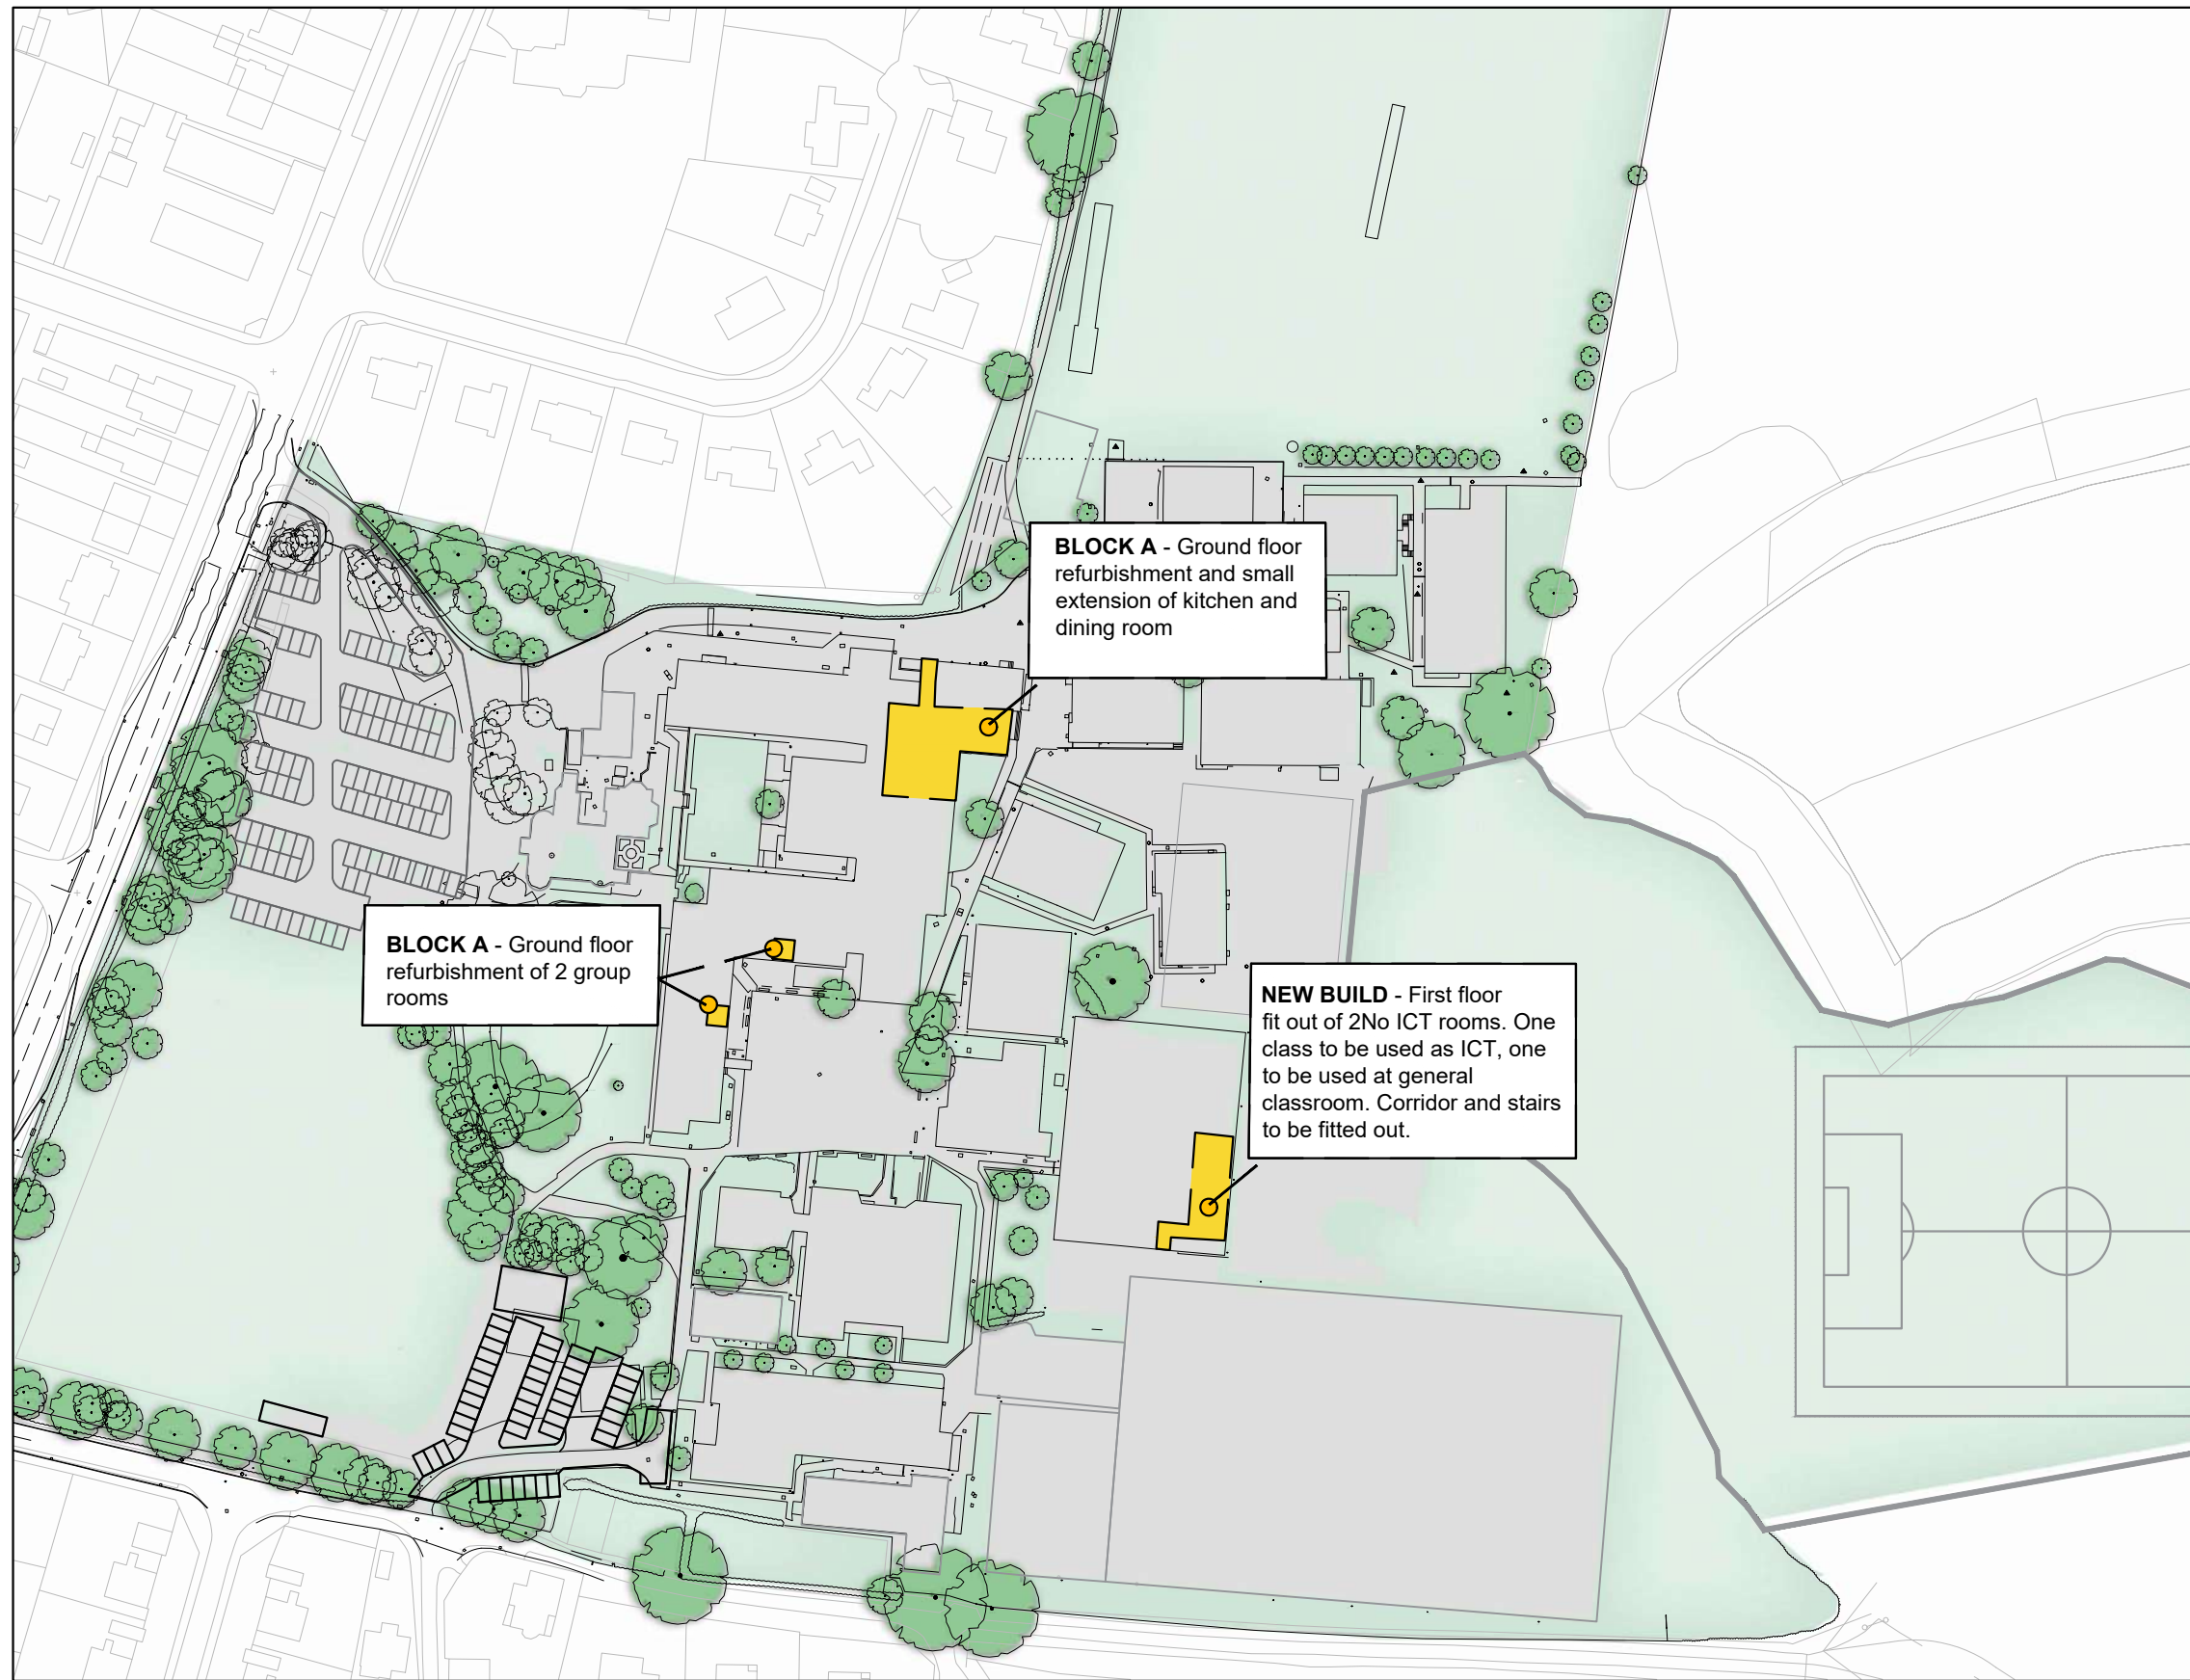 BLOCK A - Ground floor
refurbishment and small
extension of kitchen and
dining room
BLOCK A - Ground floor
refurbishment of 2 group
rooms
NEW BUILD - First floor
fit out of 2No ICT rooms. One
class to be used as ICT, one
to be used at general
classroom. Corridor and stairs
to be fitted out.